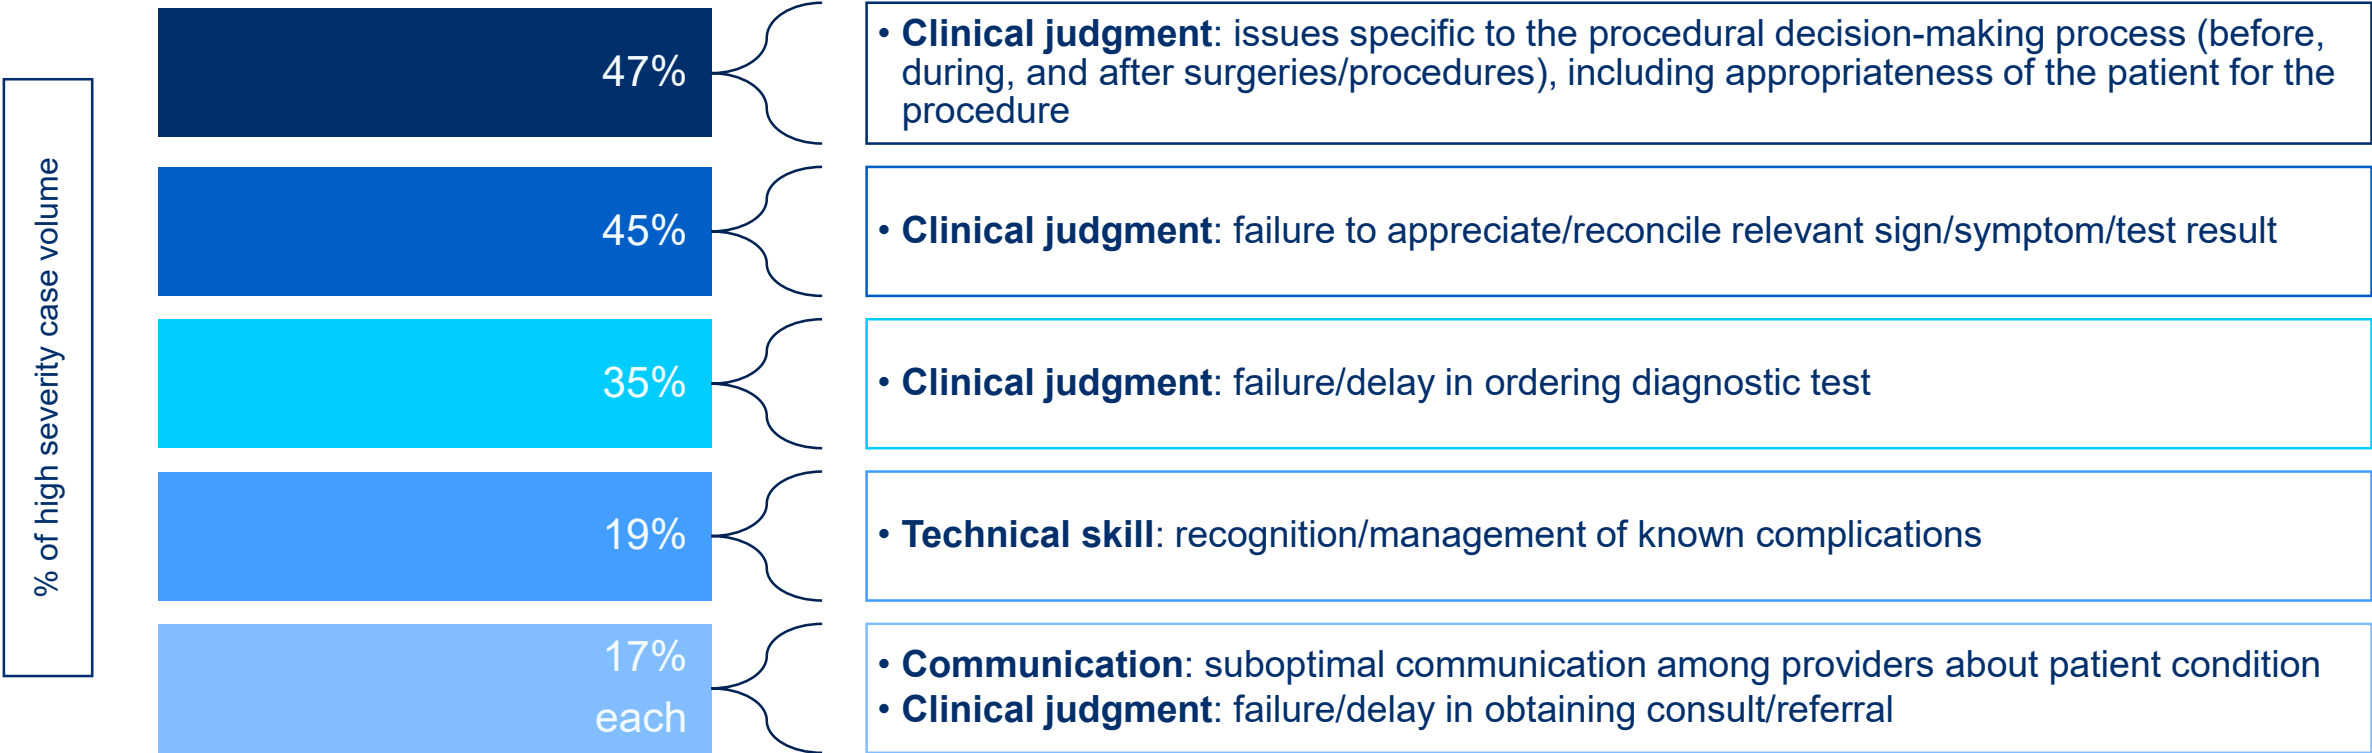 % of high severity case volume
47%
• Clinical judgment: issues specific to the procedural decision-making process (before,
during, and after surgeries/procedures), including appropriateness of the patient for the
procedure
45%
• Clinical judgment: failure to appreciate/reconcile relevant sign/symptom/test result
35%
• Clinical judgment: failure/delay in ordering diagnostic test
19%
• Technical skill: recognition/management of known complications
17%
each
• Communication: suboptimal communication among providers about patient condition
• Clinical judgment: failure/delay in obtaining consult/referral